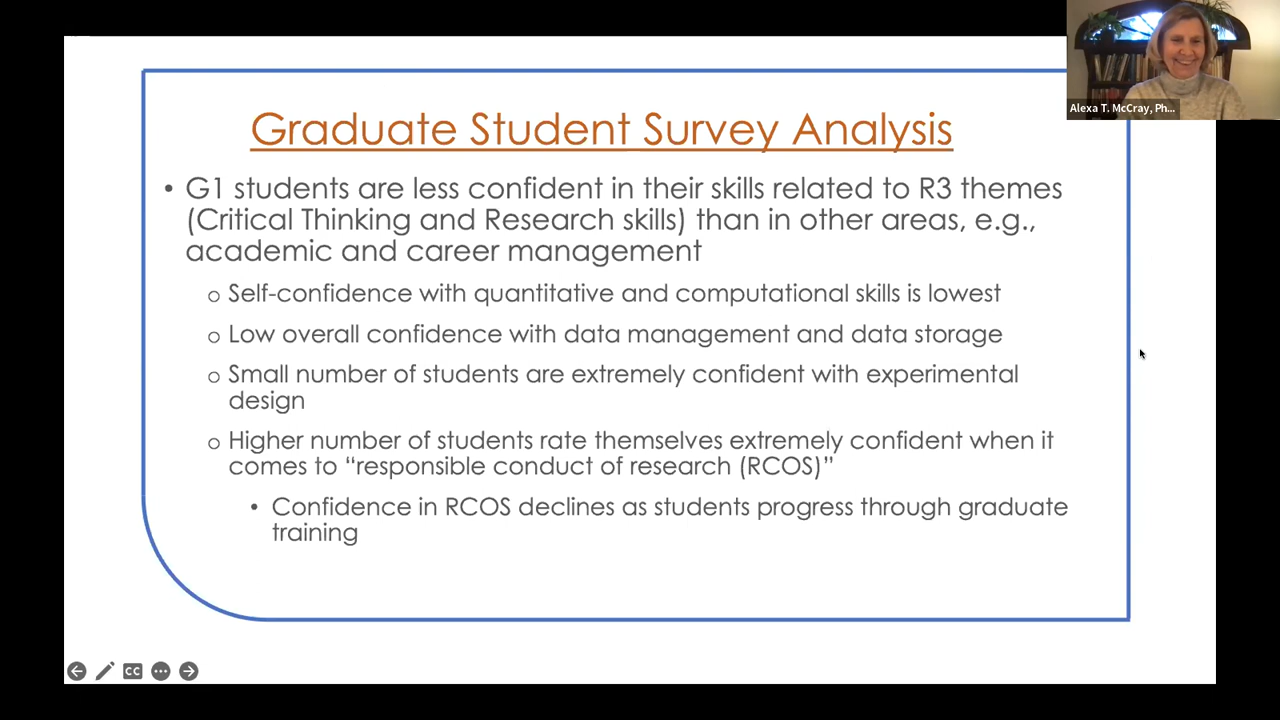 Alexa T. McCray, Ph...
Graduate Student Survey Analysis
• G1 students are less confident in their skills related to R3 themes
(Critical Thinking and Research skills) than in other areas, e.g.,
academic and career management
o Self-confidence with quantitative and computational skills is lowest
o Low overall confidence with data management and data storage
o Small number of students are extremely confident with experimental
design
o Higher number of students rate themselves extremely confident when it
comes to “responsible conduct of research (RCOS)”
• Confidence in RCOS declines as students progress through graduate
training
CC